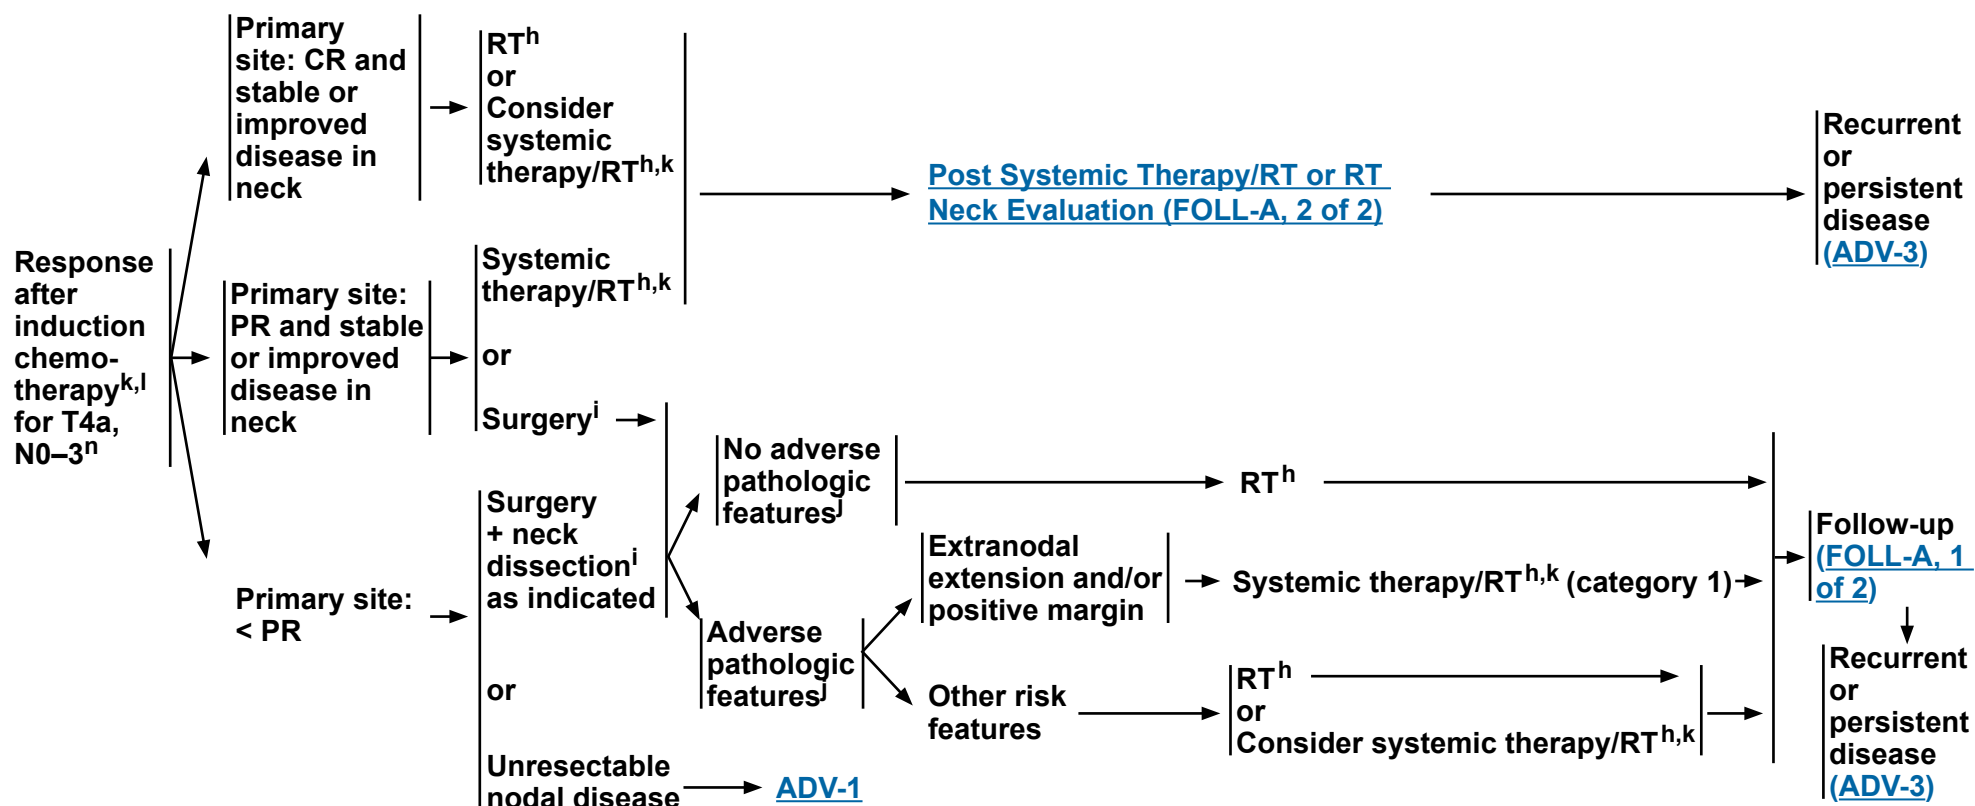 Response
after
induction
chemo-
therapyk,l
for T4a,
N0–3n
Primary
site: CR and
stable or
improved
disease in
neck
RTh
or
Consider
systemic
therapy/RTh,k
Post Systemic Therapy/RT or RT
Neck Evaluation (FOLL-A, 2 of 2)
Recurrent
or
persistent
disease
(ADV-3)
Primary site:
PR and stable
or improved
disease in
neck
Systemic
therapy/RTh,k
or
Surgeryi
Primary site:
< PR
Surgery
+ neck
dissectioni
as indicated
or
Unresectable
nodal disease
ADV-1
No adverse
pathologic
featuresj
RTh
Adverse
pathologic
featuresj
Extranodal
extension and/or
positive margin
Systemic therapy/RTh,k (category 1)
Other risk
features
RTh
or
Consider systemic therapy/RTh,k
Follow-up
(FOLL-A, 1
of 2)
Recurrent
or
persistent
disease
(ADV-3)